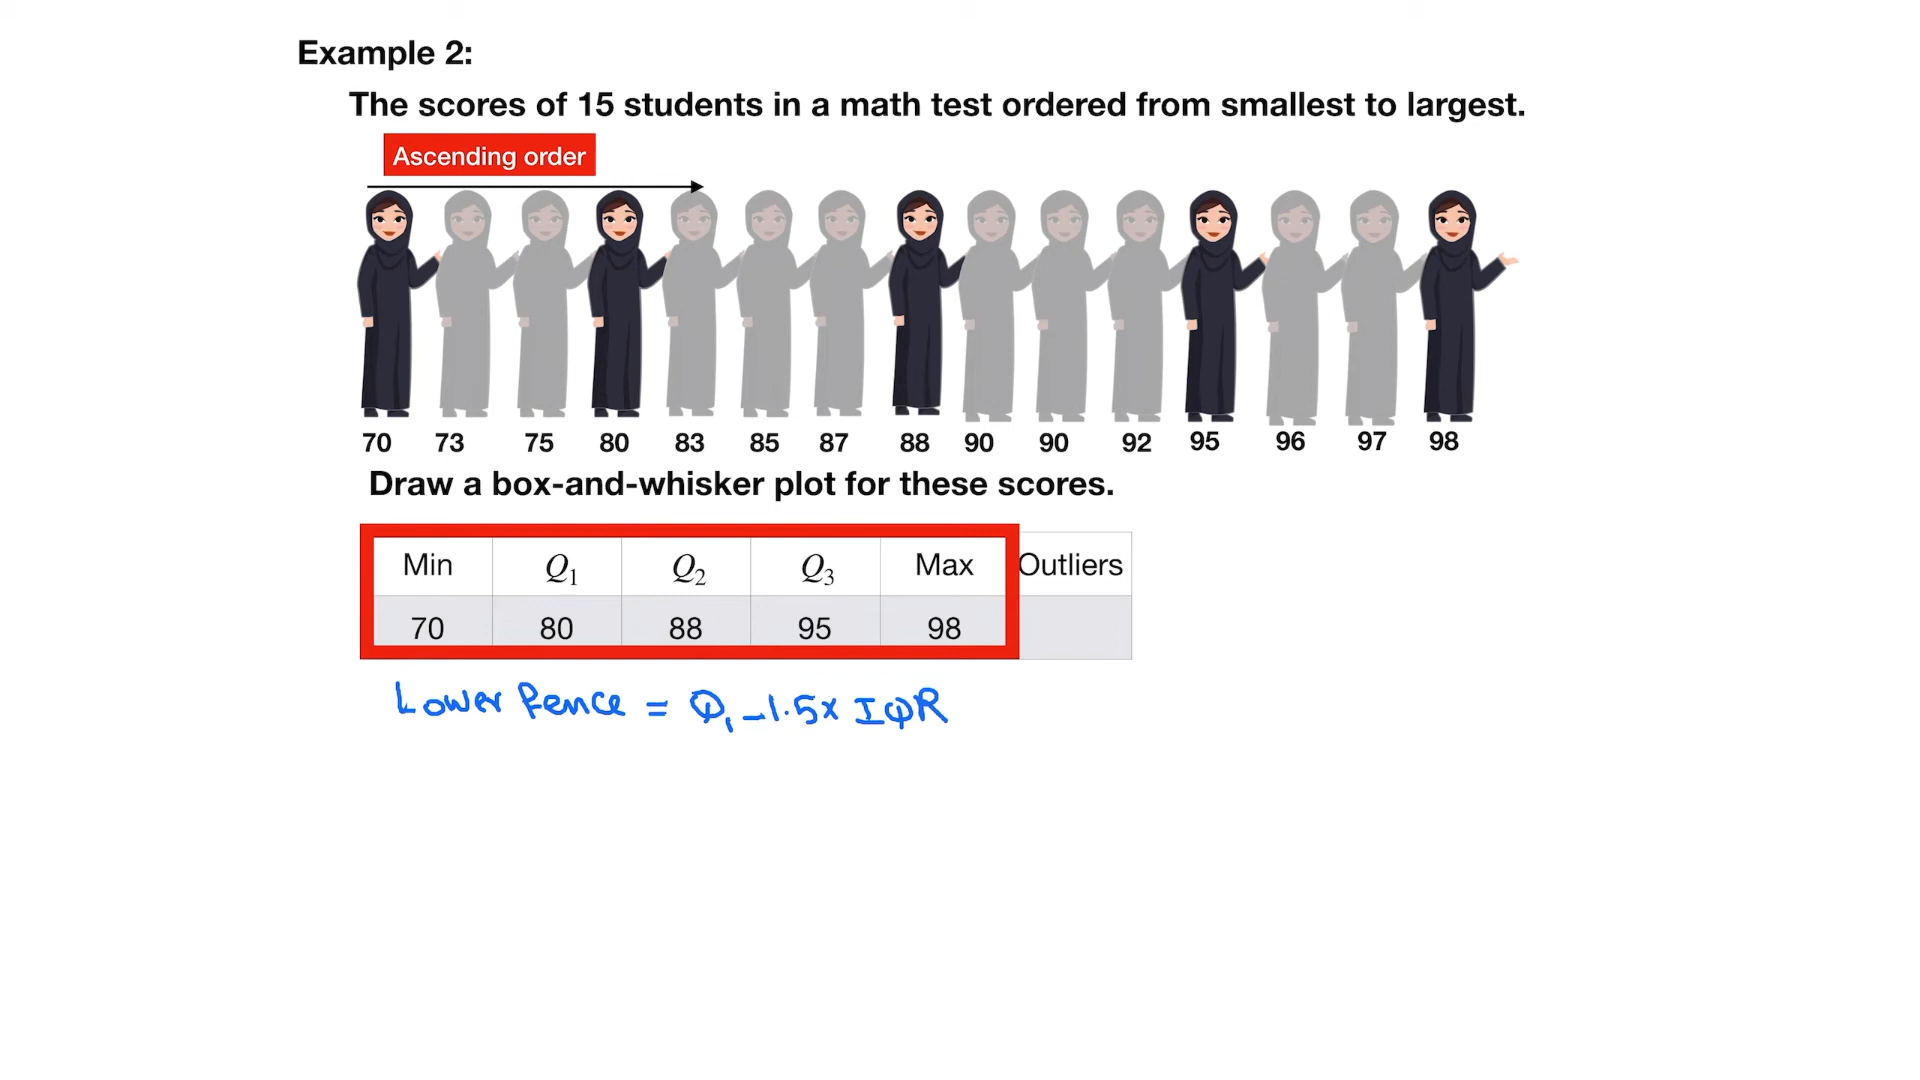 Example 2:
The scores of 15 students in a math test ordered from smallest to largest.
Ascending order
70 73 75 80 83 85 87 88 90 90 92 95 96 97 98
Draw a box-and-whisker plot for these scores.
Min Q₁ Q₂ Q₃ Max Outliers
70 80 88 95 98
Lower fence = Q₁ - 1.5 x IQR